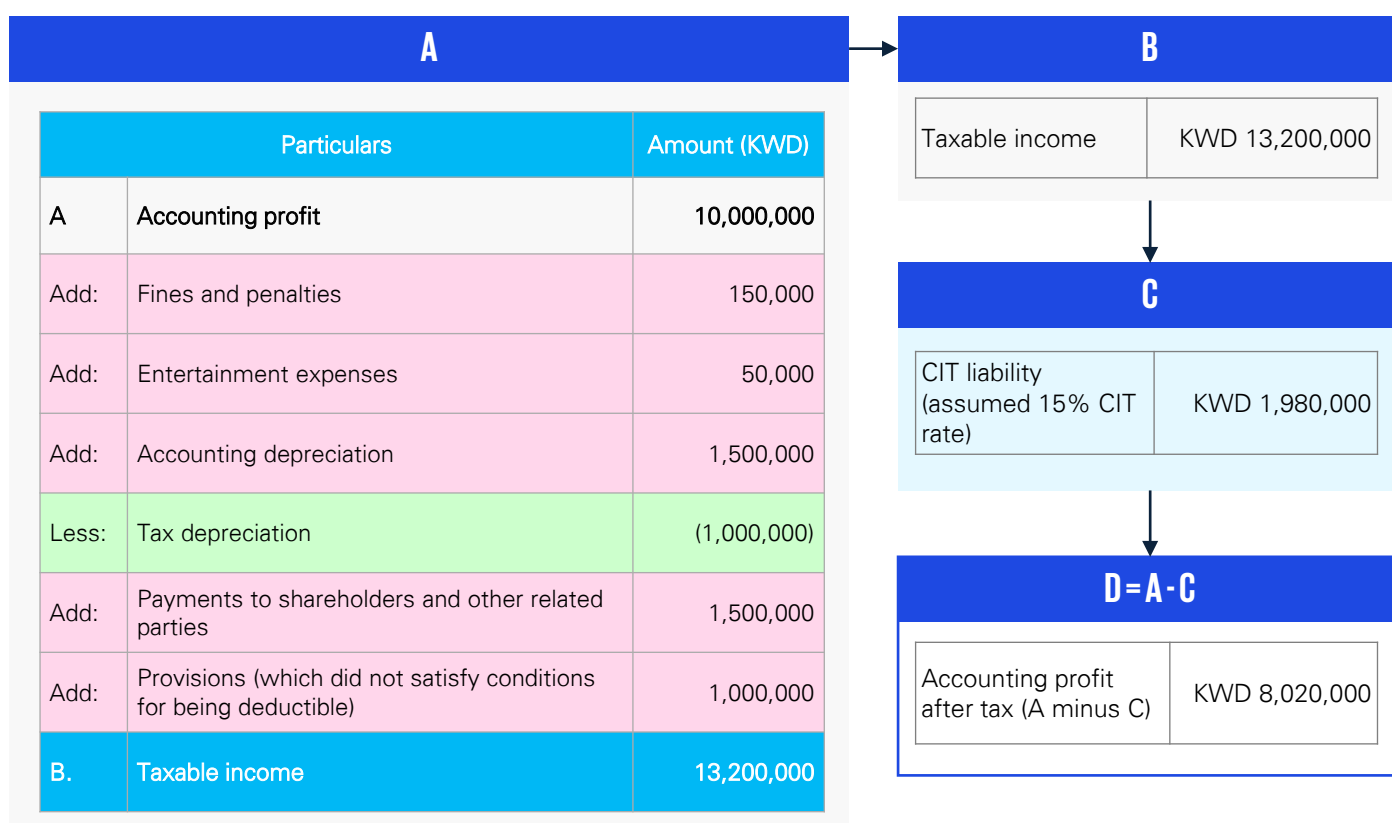 A
Particulars Amount (KWD)
A Accounting profit 10,000,000
Add: Fines and penalties 150,000
Add: Entertainment expenses 50,000
Add: Accounting depreciation 1,500,000
Less: Tax depreciation (1,000,000)
Add: Payments to shareholders and other related
parties 1,500,000
Add: Provisions (which did not satisfy conditions
for being deductible) 1,000,000
B. Taxable income 13,200,000
B
Taxable income KWD 13,200,000
C
CIT liability
(assumed 15% CIT KWD 1,980,000
rate)
D=A-C
Accounting profit
after tax (A minus C) KWD 8,020,000